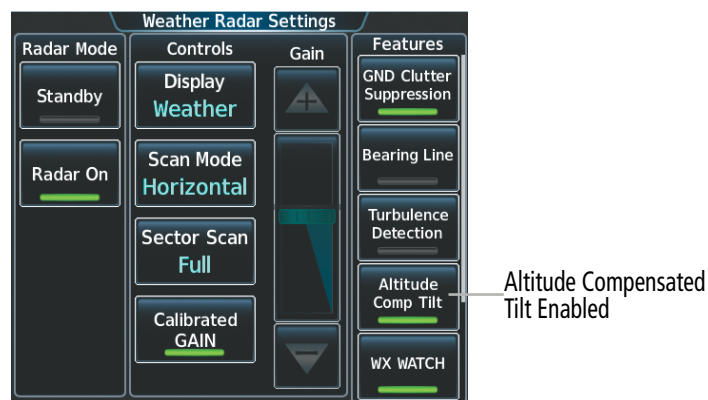 Weather Radar Settings
Radar Mode
Standby
Radar On
Controls
Display
Weather
Scan Mode
Horizontal
Sector Scan
Full
Calibrated
GAIN
Gain
+
−
Features
GND Clutter
Suppression
Bearing Line
Turbulence
Detection
Altitude
Comp Tilt
WX WATCH
Altitude Compensated
Tilt Enabled